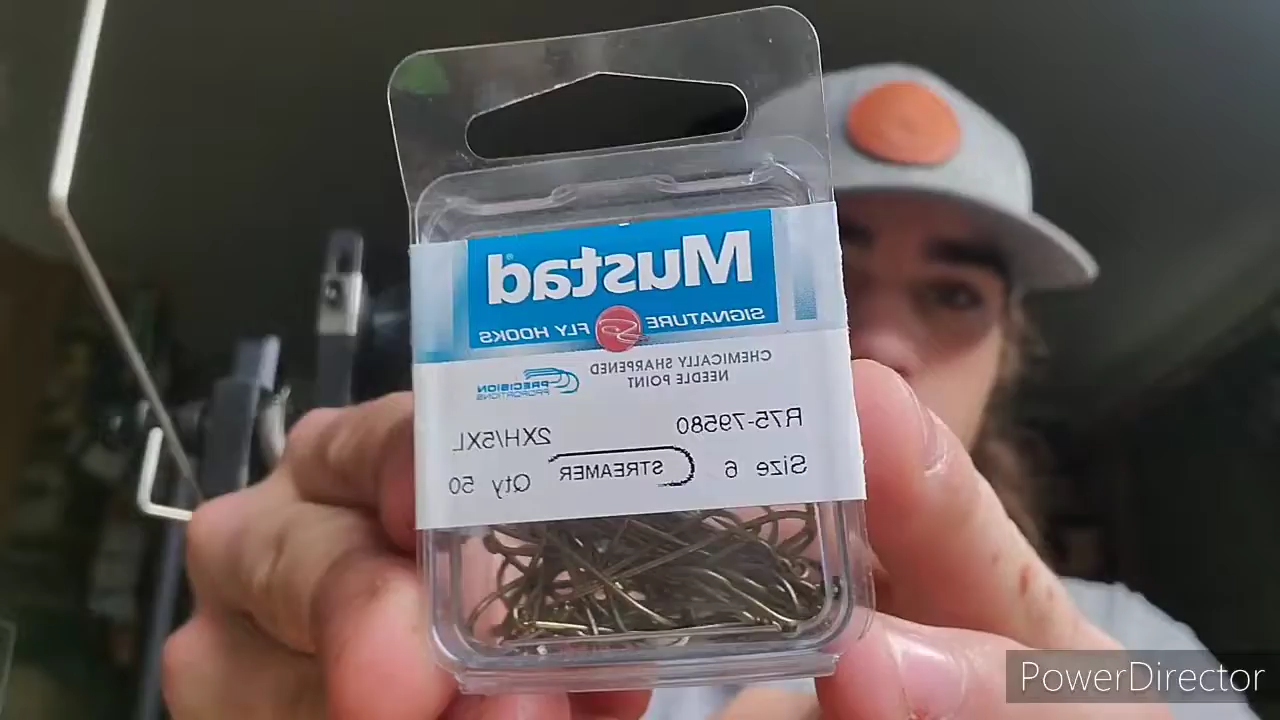 Mustad®
SIGNATURE FLY HOOKS
CHEMICALLY SHARPENED
NEEDLE POINT
PRECISION
PROPORTIONS
R75-79580 2XH/5XL
Size 6 STREAMER Qty 50
PowerDirector